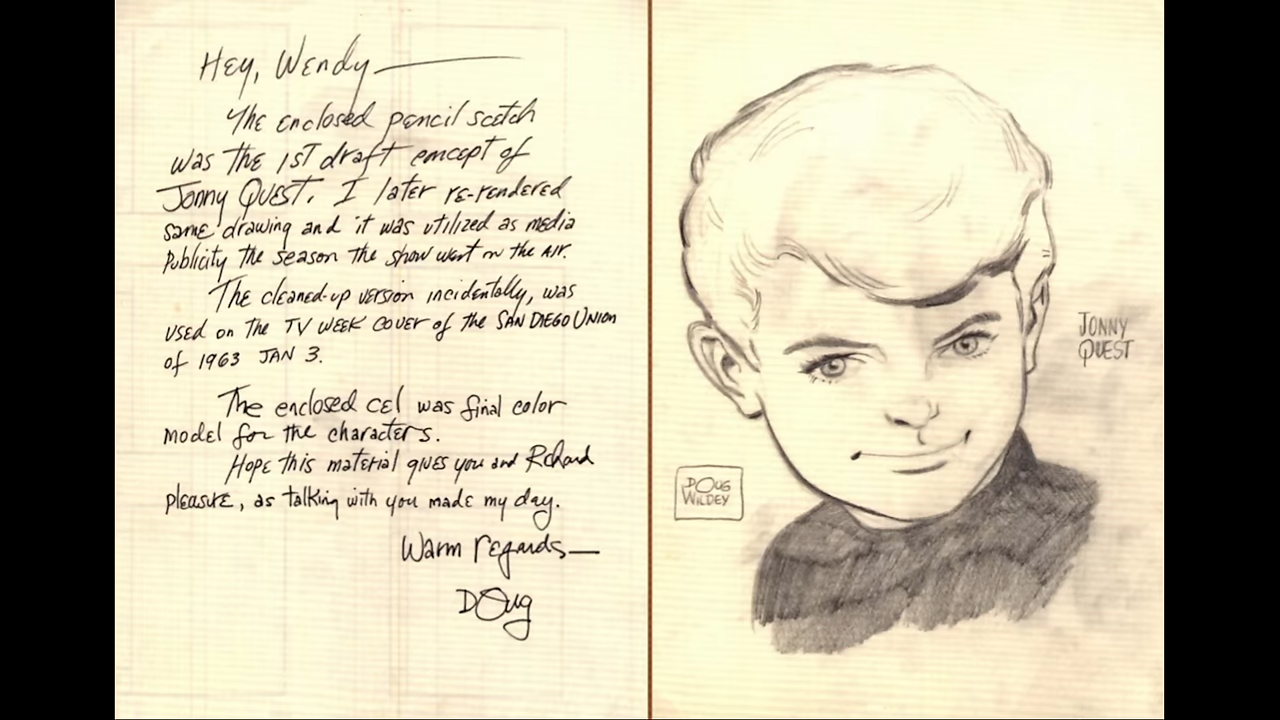 Hey, Wendy—
The enclosed pencil scetch
was the 1st draft concept of
Jonny Quest. I later re-rendered
same drawing and it was utilized as media
publicity the season the show went on the air.
The cleaned-up version incidentally, was
used on the TV WEEK cover of the SAN DIEGO UNION
of 1963 JAN 3.
The enclosed cel was final color
model for the characters.
Hope this material gives you and Richard
pleasure, as talking with you made my day.
Warm regards—
Doug
JONNY
QUEST
DOUG
WILDEY